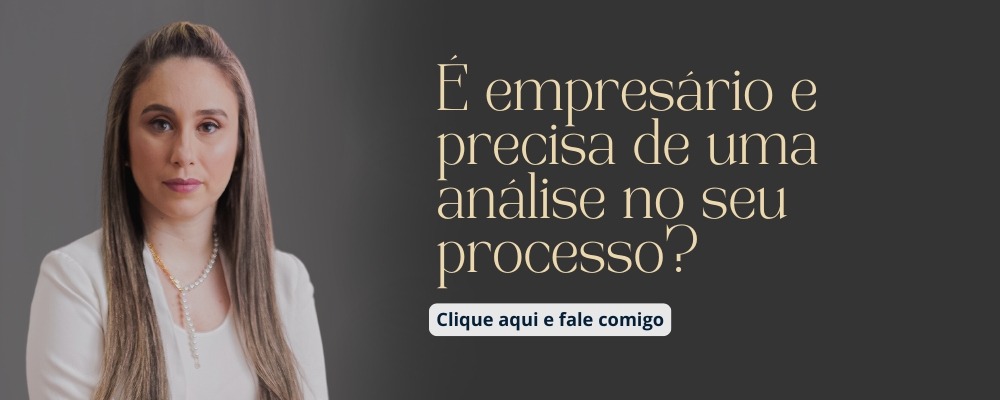 É empresário e
precisa de uma
análise no seu
processo?
Clique aqui e fale comigo